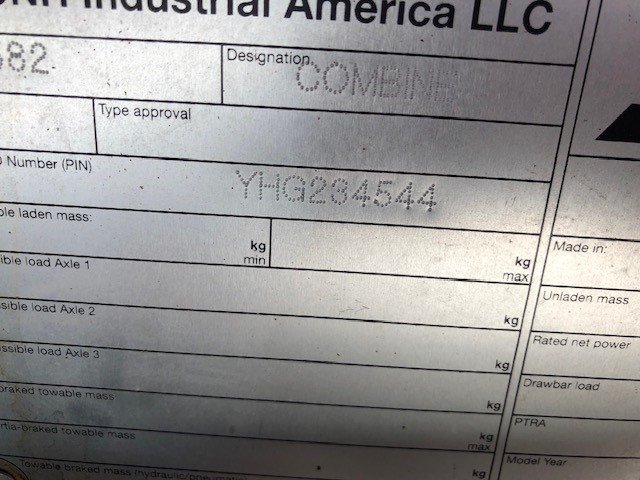 CNH Industrial America LLC
82
Designation COMBINE
Type approval
Number (PIN) YHG234544
ble laden mass: kg min kg max
Made in:
ible load Axle 1
Unladen mass
sible load Axle 2 kg
Rated net power
ssible load Axle 3 kg
Drawbar load
braked towable mass kg
PTRA
rtia-braked towable mass kg max
Model Year
Towable braked mass (hydraulic/pneumatic kg